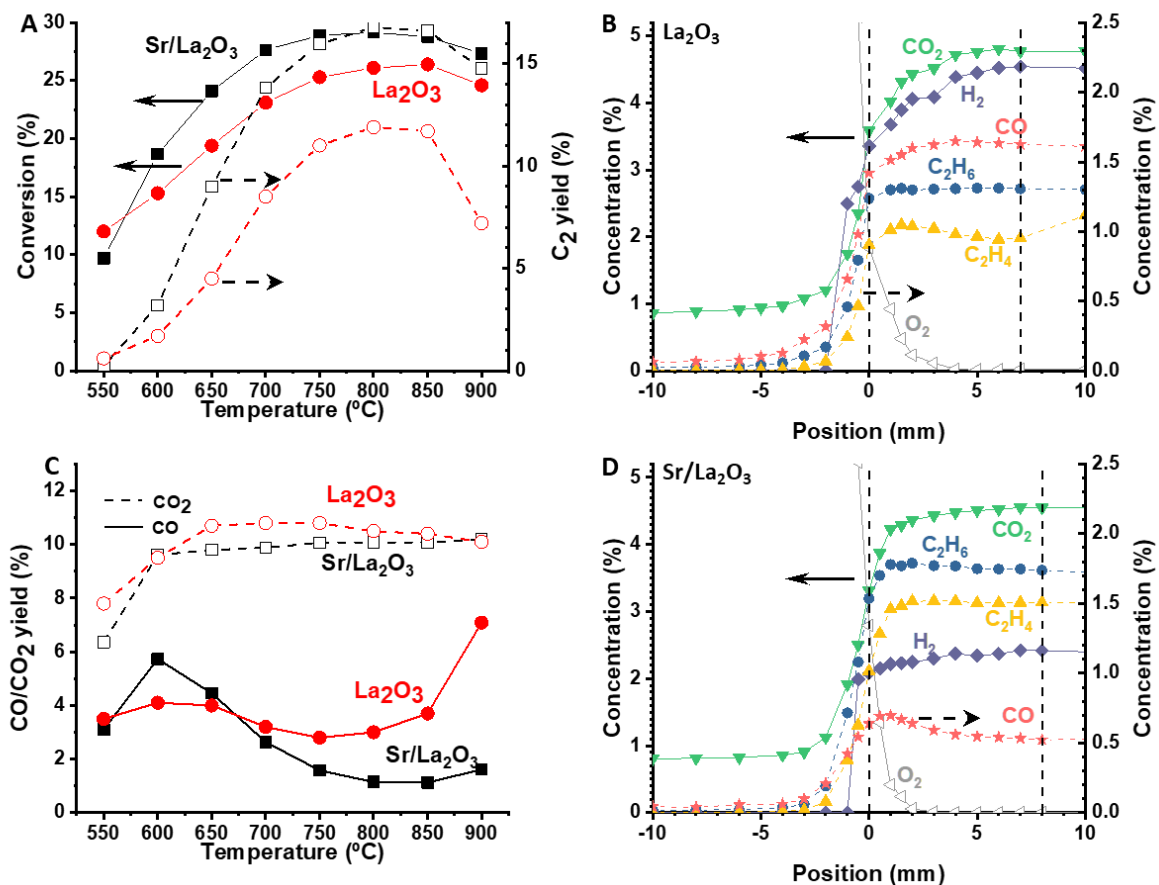 A
Sr/La₂O₃
La₂O₃
Conversion (%)
C₂ yield (%)
30
25
20
15
10
5
0
15
10
5
0
550 600 650 700 750 800 850 900
Temperature (ºC)
B
La₂O₃
CO₂
H₂
CO
C₂H₆
C₂H₄
O₂
Concentration (%)
Concentration (%)
5
4
3
2
1
0
2.5
2.0
1.5
1.0
0.5
0.0
-10 -5 0 5 10
Position (mm)
C
CO₂
CO
La₂O₃
Sr/La₂O₃
La₂O₃
Sr/La₂O₃
CO/CO₂ yield (%)
12
10
8
6
4
2
0
550 600 650 700 750 800 850 900
Temperature (ºC)
D
Sr/La₂O₃
CO₂
C₂H₆
C₂H₄
H₂
CO
O₂
Concentration (%)
Concentration (%)
5
4
3
2
1
0
2.5
2.0
1.5
1.0
0.5
0.0
-10 -5 0 5 10
Position (mm)